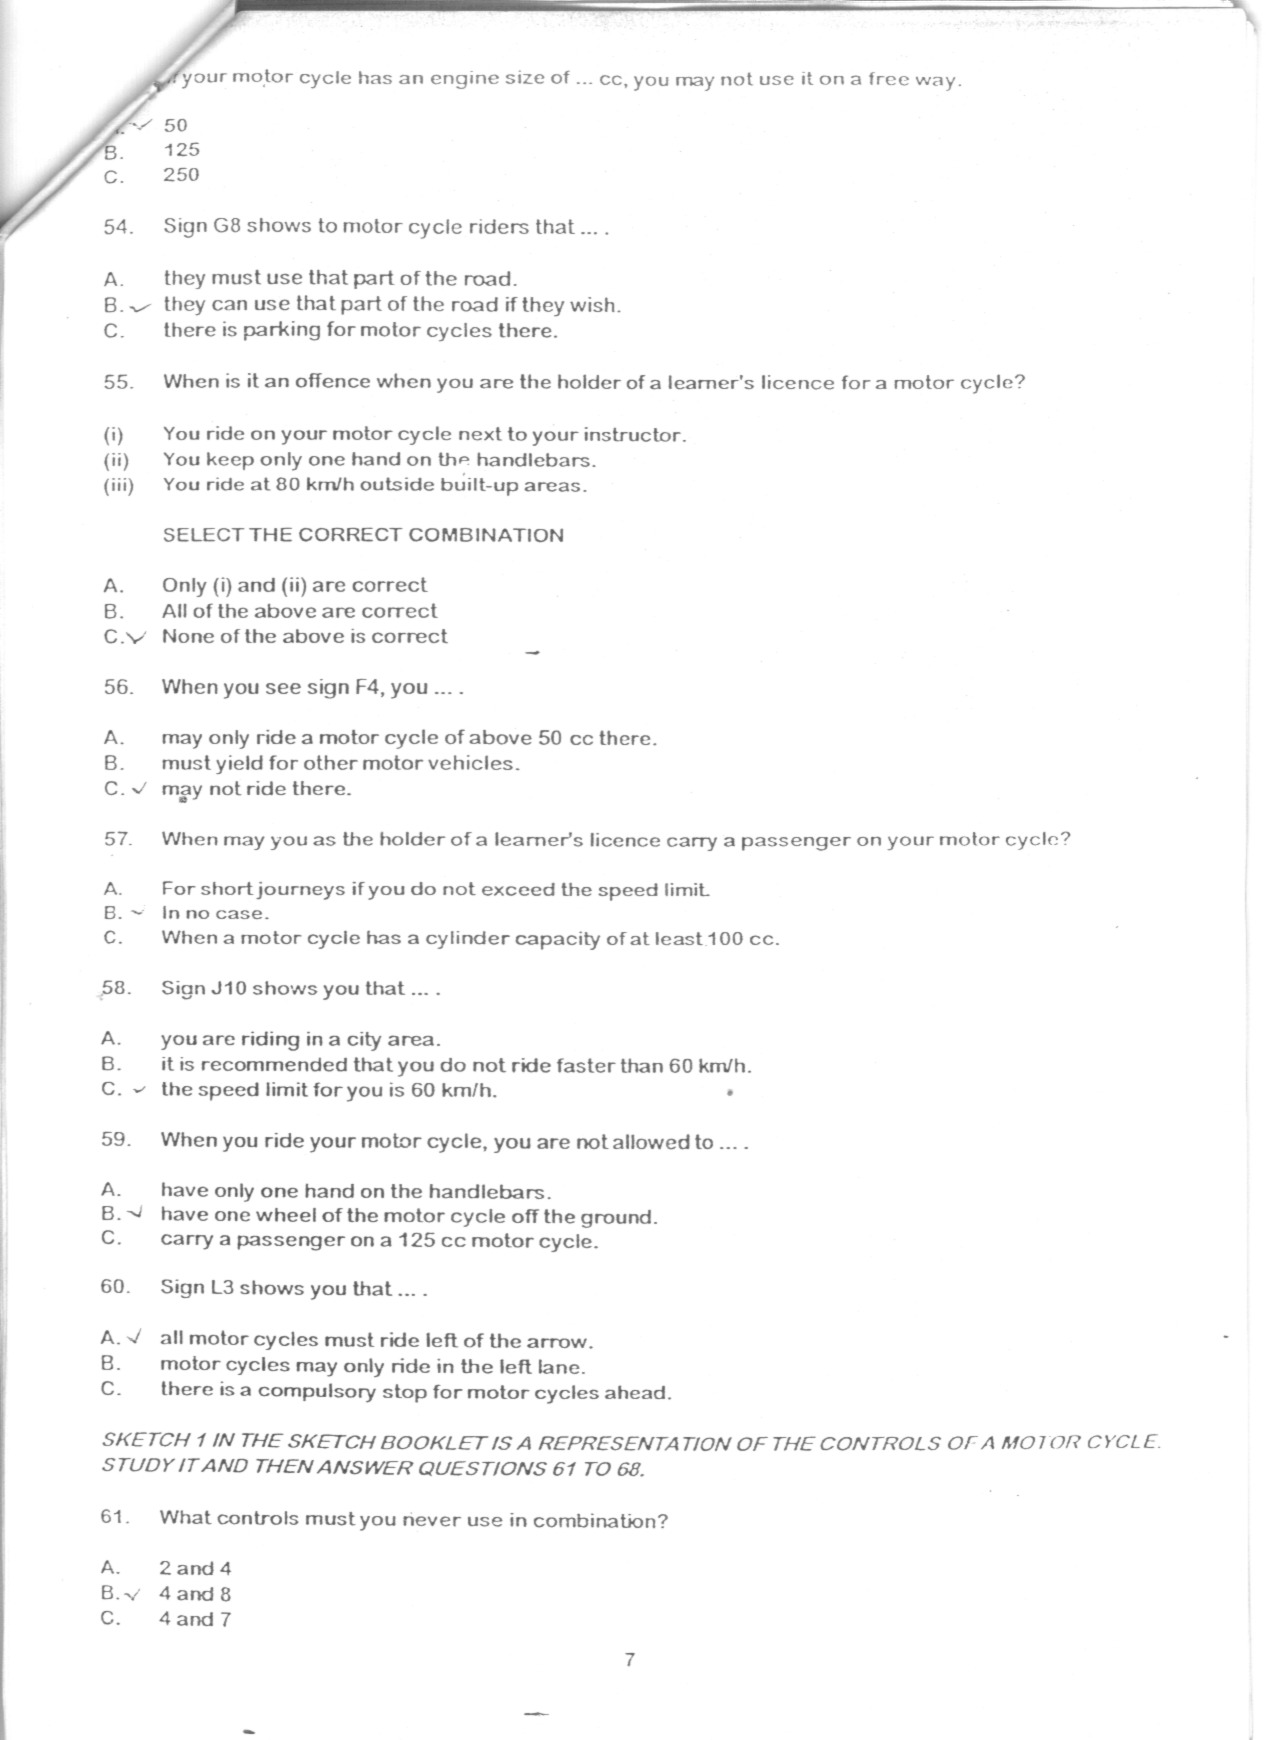 your motor cycle has an engine size of ... cc, you may not use it on a free way.
✓ 50
B. 125
C. 250
54. Sign G8 shows to motor cycle riders that ... .
A. they must use that part of the road.
B. ✓ they can use that part of the road if they wish.
C. there is parking for motor cycles there.
55. When is it an offence when you are the holder of a learner's licence for a motor cycle?
(i) You ride on your motor cycle next to your instructor.
(ii) You keep only one hand on the handlebars.
(iii) You ride at 80 km/h outside built-up areas.
SELECT THE CORRECT COMBINATION
A. Only (i) and (ii) are correct
B. All of the above are correct
C. ✓ None of the above is correct
56. When you see sign F4, you ... .
A. may only ride a motor cycle of above 50 cc there.
B. must yield for other motor vehicles.
C. ✓ may not ride there.
57. When may you as the holder of a learner's licence carry a passenger on your motor cycle?
A. For short journeys if you do not exceed the speed limit.
B. ✓ In no case.
C. When a motor cycle has a cylinder capacity of at least 100 cc.
58. Sign J10 shows you that ... .
A. you are riding in a city area.
B. it is recommended that you do not ride faster than 60 km/h.
C. ✓ the speed limit for you is 60 km/h.
59. When you ride your motor cycle, you are not allowed to ... .
A. have only one hand on the handlebars.
B. ✓ have one wheel of the motor cycle off the ground.
C. carry a passenger on a 125 cc motor cycle.
60. Sign L3 shows you that ... .
A. ✓ all motor cycles must ride left of the arrow.
B. motor cycles may only ride in the left lane.
C. there is a compulsory stop for motor cycles ahead.
SKETCH 1 IN THE SKETCH BOOKLET IS A REPRESENTATION OF THE CONTROLS OF A MOTOR CYCLE.
STUDY IT AND THEN ANSWER QUESTIONS 61 TO 68.
61. What controls must you never use in combination?
A. 2 and 4
B. ✓ 4 and 8
C. 4 and 7
7